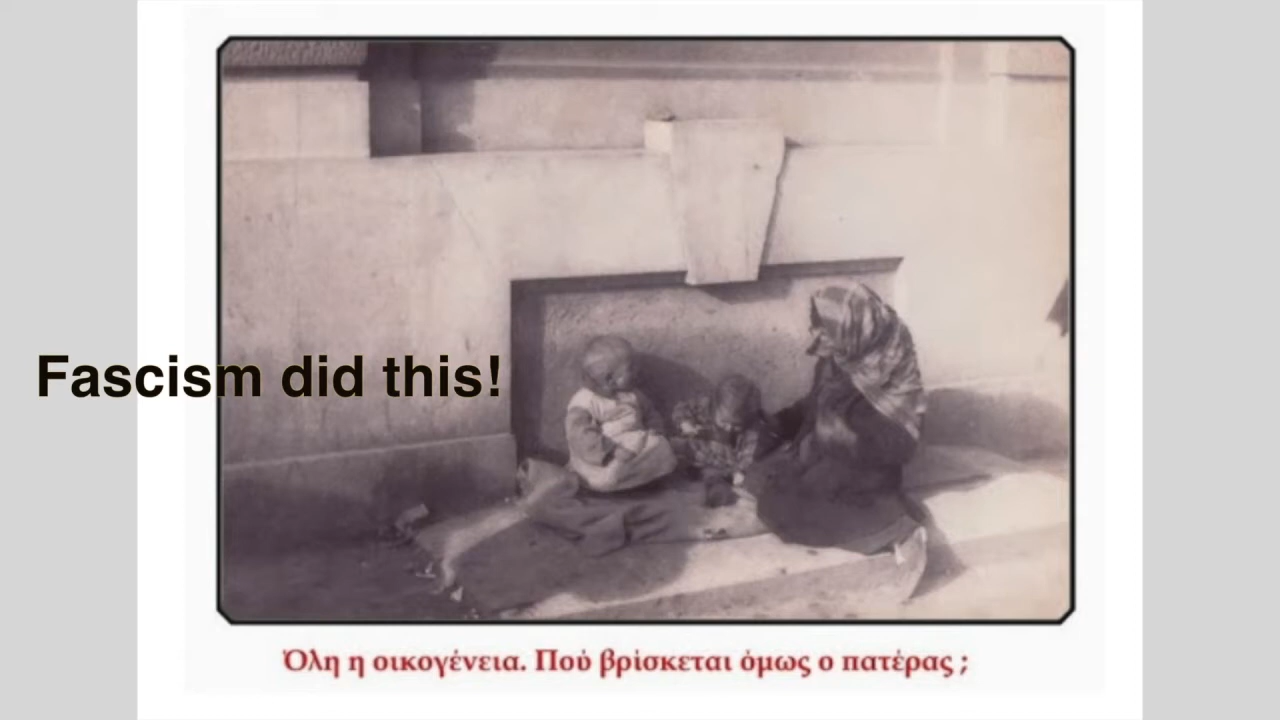 Fascism did this!
Όλη η οικογένεια. Πού βρίσκεται όμως ο πατέρας ;